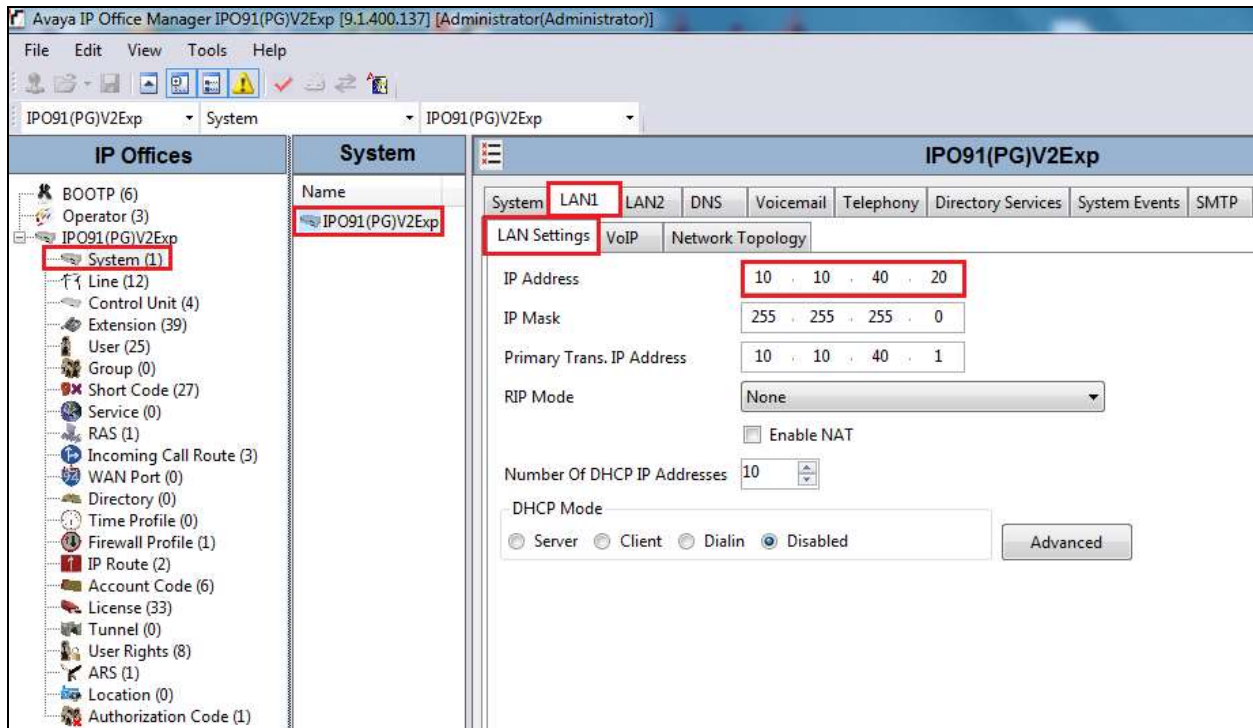 Avaya IP Office Manager IPO91(PG)V2Exp [9.1.400.137] [Administrator(Administrator)]
File Edit View Tools Help
IPO91(PG)V2Exp System IPO91(PG)V2Exp
IP Offices
BOOTP (6)
Operator (3)
IPO91(PG)V2Exp
System (1)
Line (12)
Control Unit (4)
Extension (39)
User (25)
Group (0)
Short Code (27)
Service (0)
RAS (1)
Incoming Call Route (3)
WAN Port (0)
Directory (0)
Time Profile (0)
Firewall Profile (1)
IP Route (2)
Account Code (6)
License (33)
Tunnel (0)
User Rights (8)
ARS (1)
Location (0)
Authorization Code (1)
System
Name
IPO91(PG)V2Exp
IPO91(PG)V2Exp
System LAN1 LAN2 DNS Voicemail Telephony Directory Services System Events SMTP
LAN Settings VoIP Network Topology
IP Address 10 . 10 . 40 . 20
IP Mask 255 . 255 . 255 . 0
Primary Trans. IP Address 10 . 10 . 40 . 1
RIP Mode None
Enable NAT
Number Of DHCP IP Addresses 10
DHCP Mode
Server Client Dialin Disabled Advanced